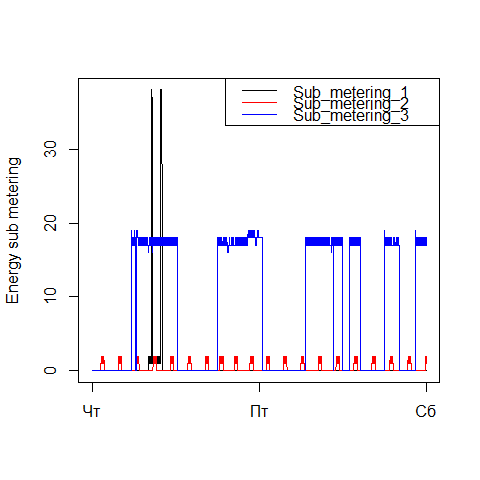 Sub_metering_1
Sub_metering_2
Sub_metering_3
Energy sub metering
30
20
10
0
Чт Пт Сб